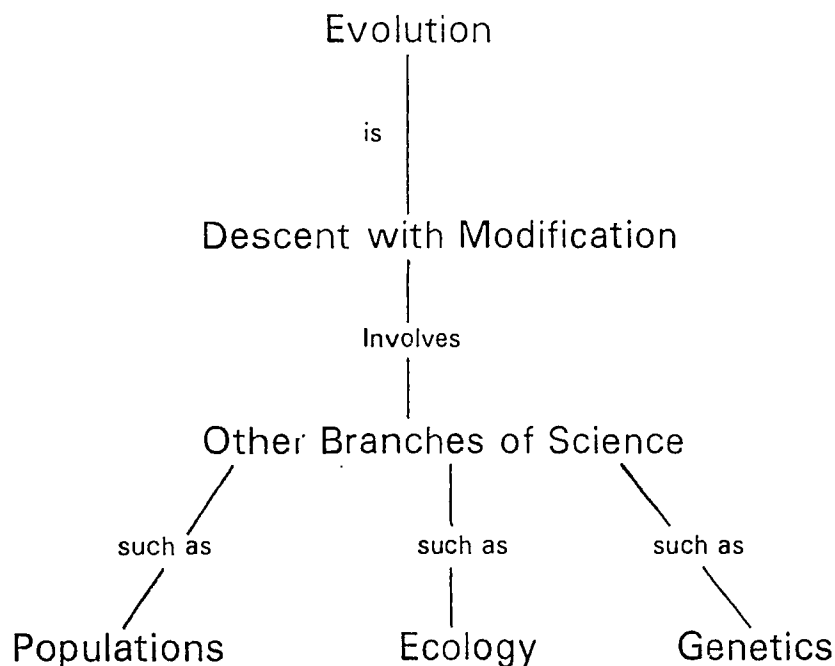 Evolution
is
Descent with Modification
Involves
Other Branches of Science
such as such as such as
Populations Ecology Genetics